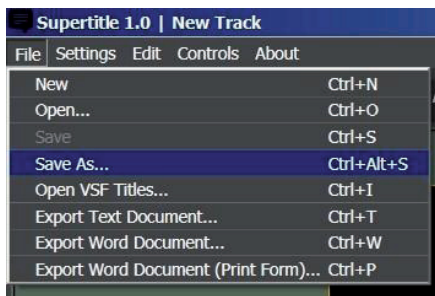 Supertitle 1.0 | New Track
File Settings Edit Controls About
New Ctrl+N
Open... Ctrl+O
Save Ctrl+S
Save As... Ctrl+Alt+S
Open VSF Titles... Ctrl+I
Export Text Document... Ctrl+T
Export Word Document... Ctrl+W
Export Word Document (Print Form)... Ctrl+P